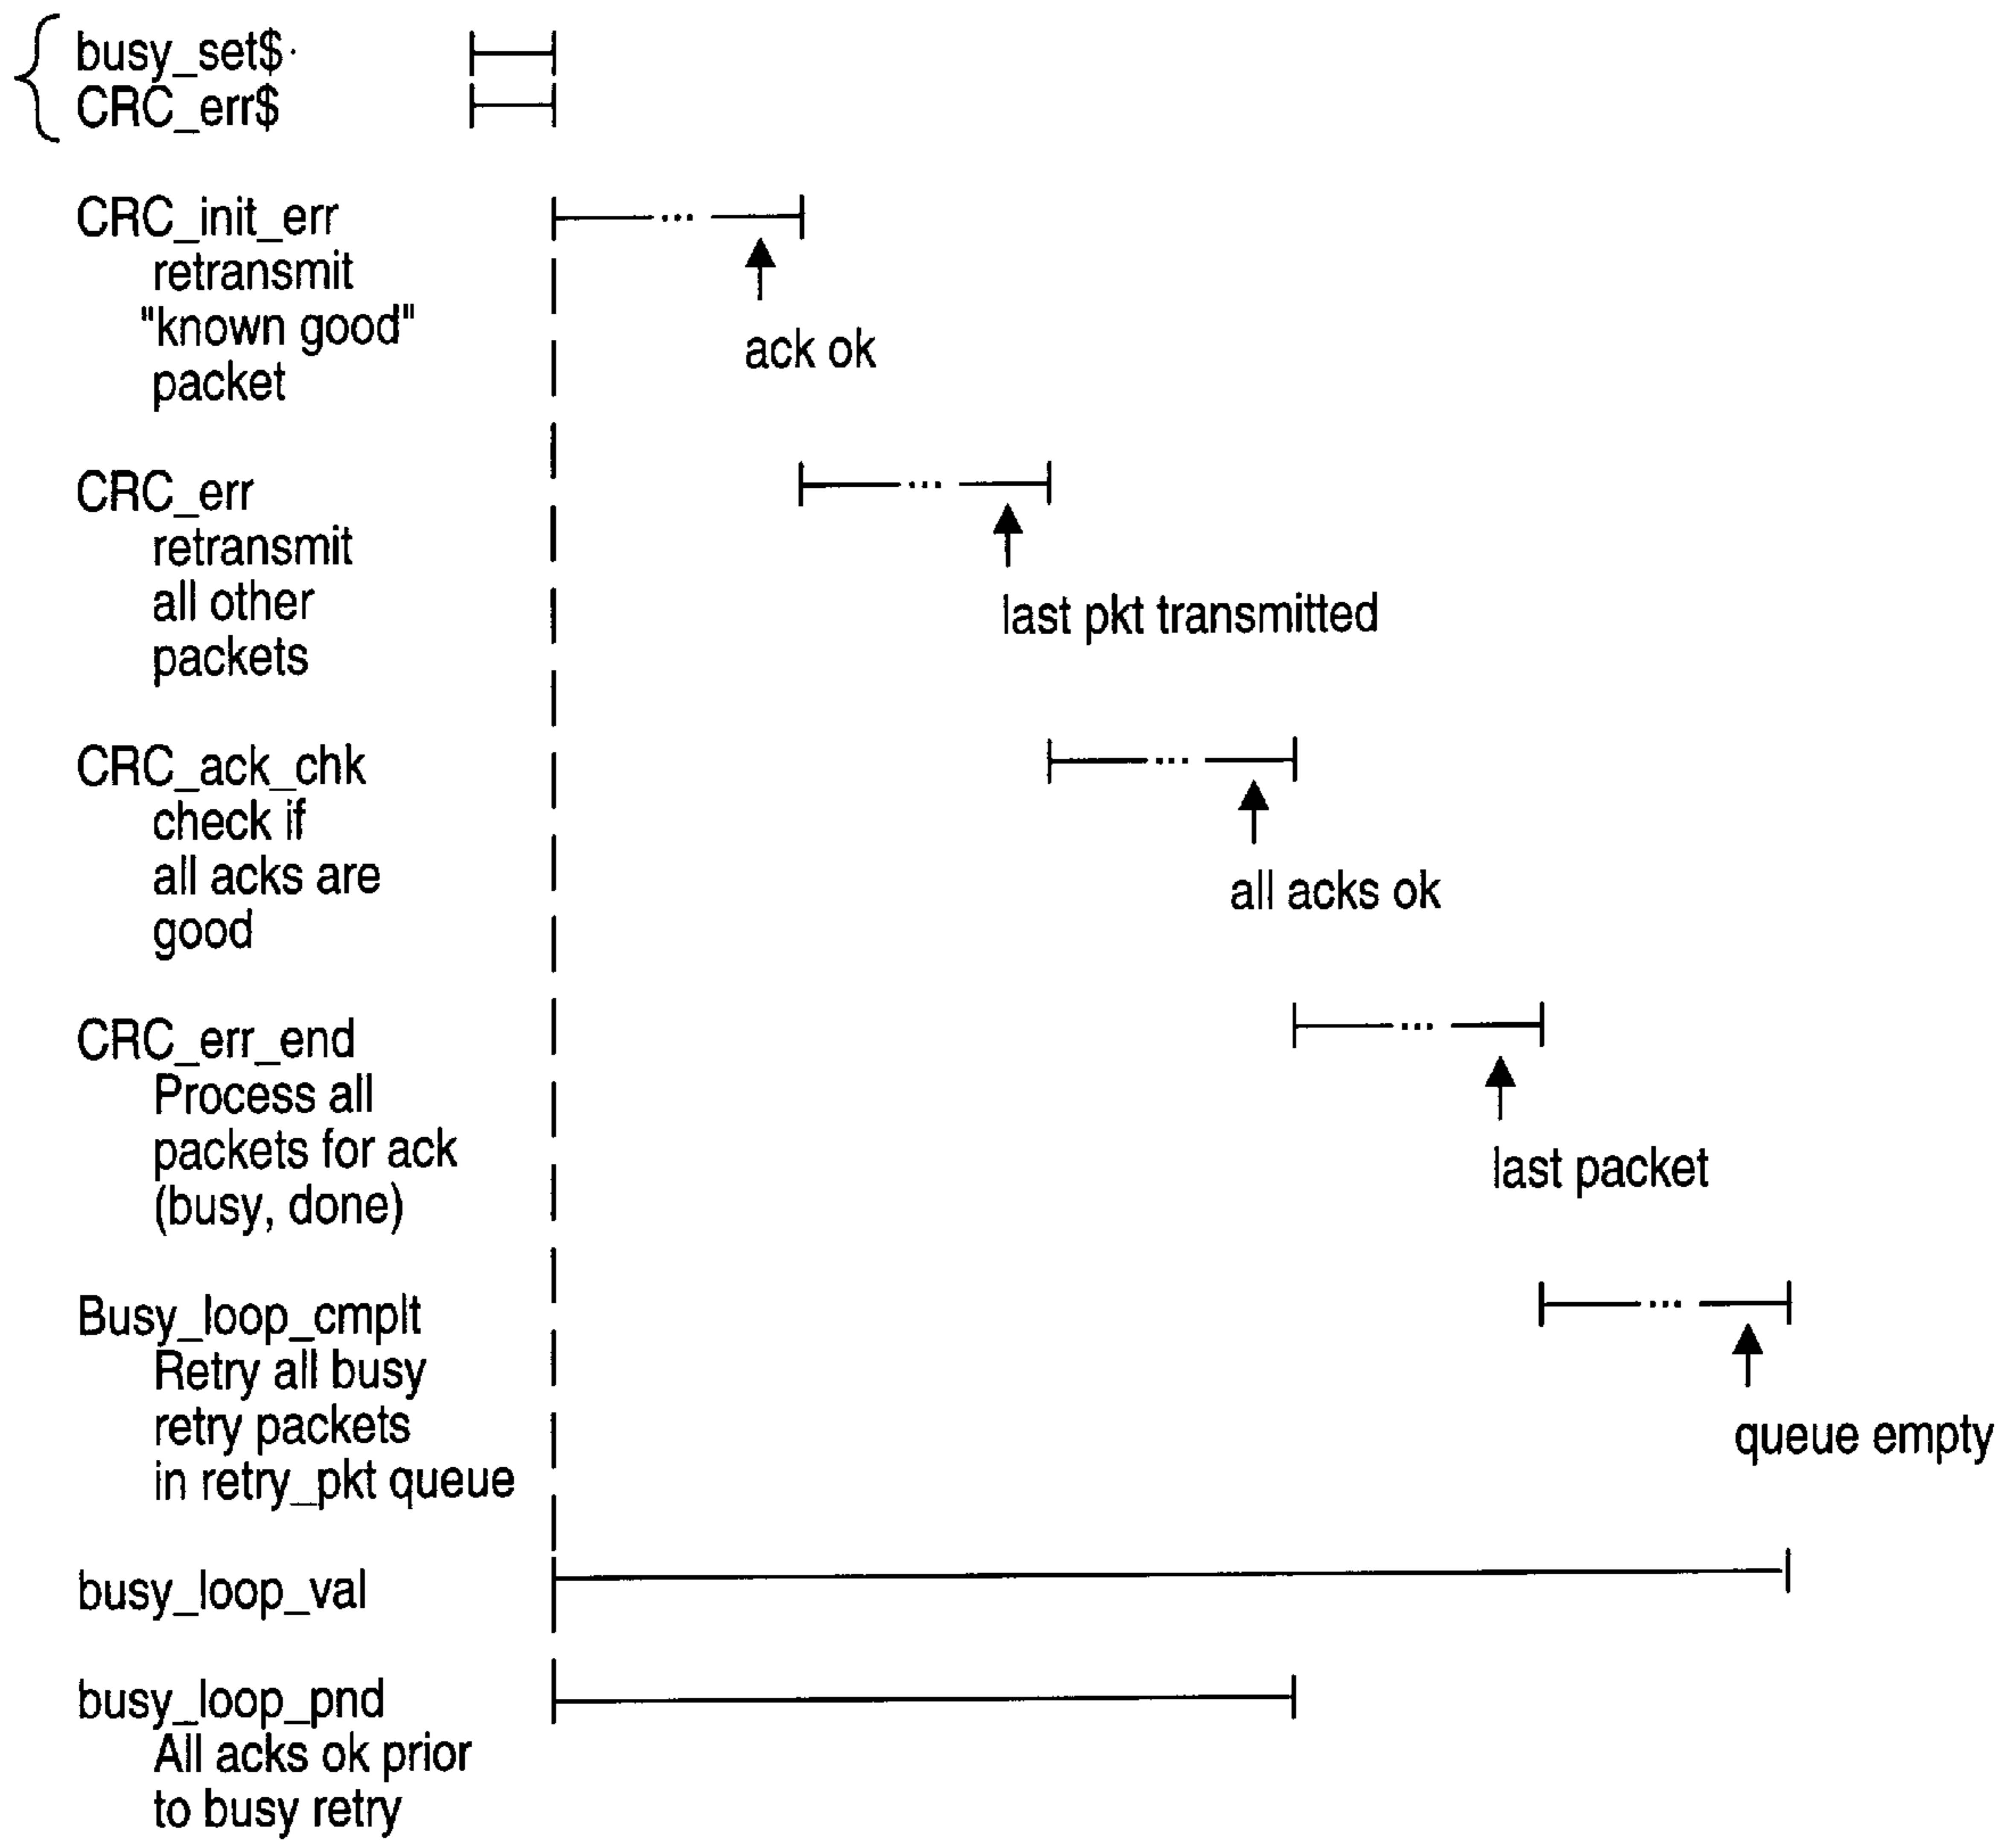 busy_set$
CRC_err$
CRC_init_err
retransmit
"known good"
packet
ack ok
CRC_err
retransmit
all other
packets
last pkt transmitted
CRC_ack_chk
check if
all acks are
good
all acks ok
CRC_err_end
Process all
packets for ack
(busy, done)
last packet
Busy_loop_cmplt
Retry all busy
retry packets
in retry_pkt queue
queue empty
busy_loop_val
busy_loop_pnd
All acks ok prior
to busy retry